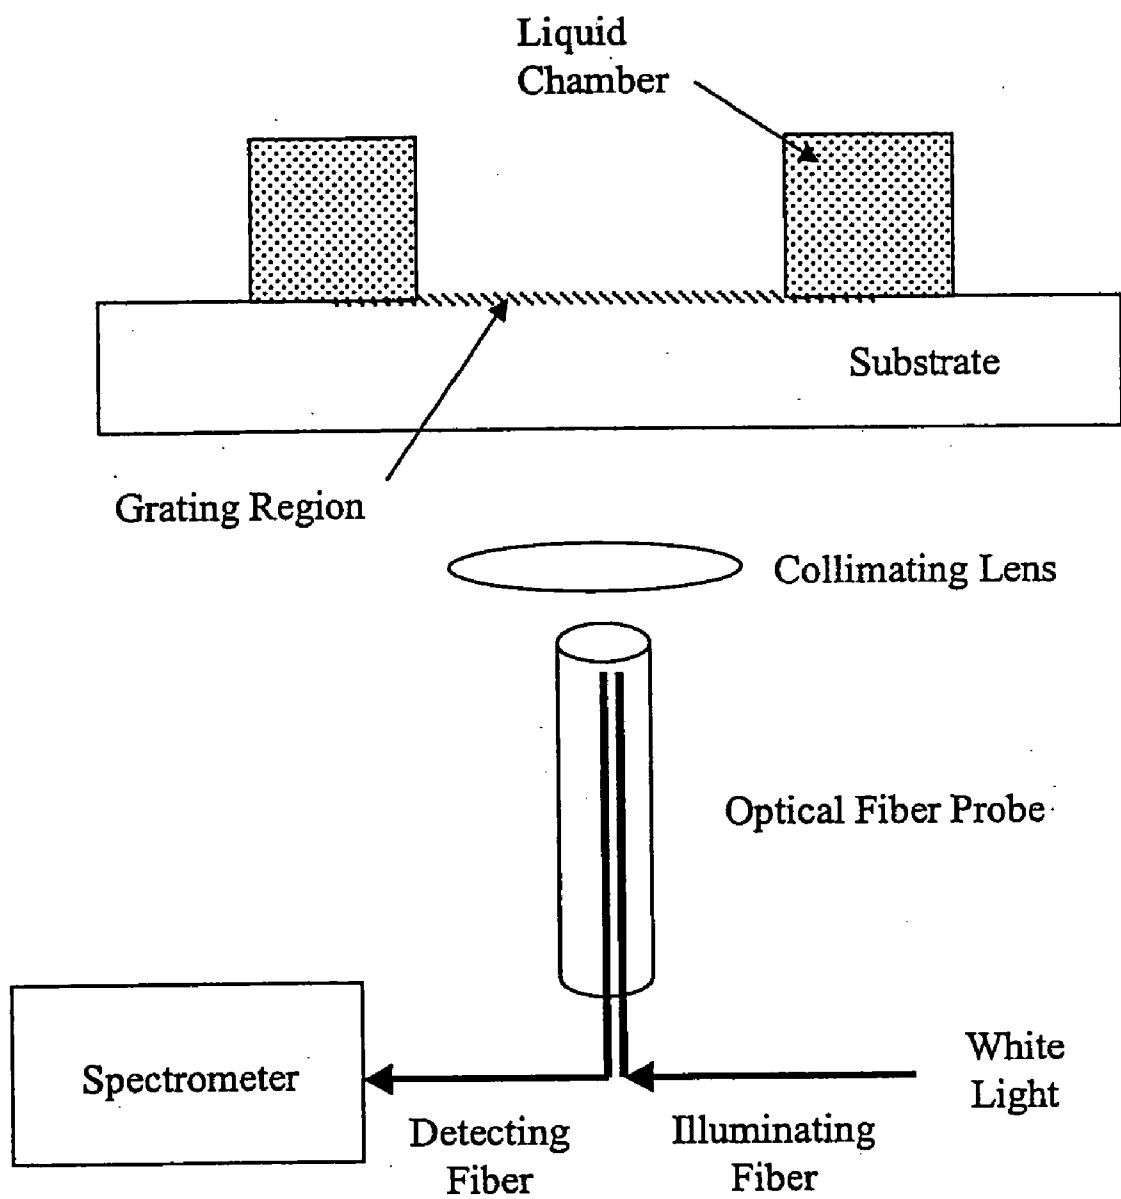 Liquid
Chamber
Substrate
Grating Region
Collimating Lens
Optical Fiber Probe
White
Light
Spectrometer
Detecting
Fiber
Illuminating
Fiber